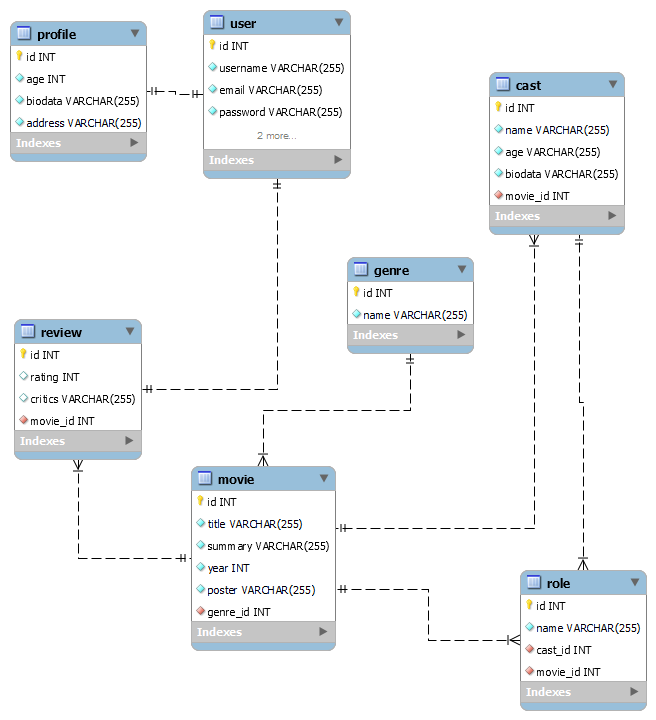 profile
id INT
age INT
biodata VARCHAR(255)
address VARCHAR(255)
Indexes
user
id INT
username VARCHAR(255)
email VARCHAR(255)
password VARCHAR(255)
2 more...
Indexes
cast
id INT
name VARCHAR(255)
age VARCHAR(255)
biodata VARCHAR(255)
movie_id INT
Indexes
genre
id INT
name VARCHAR(255)
Indexes
review
id INT
rating INT
critics VARCHAR(255)
movie_id INT
Indexes
movie
id INT
title VARCHAR(255)
summary VARCHAR(255)
year INT
poster VARCHAR(255)
genre_id INT
Indexes
role
id INT
name VARCHAR(255)
cast_id INT
movie_id INT
Indexes